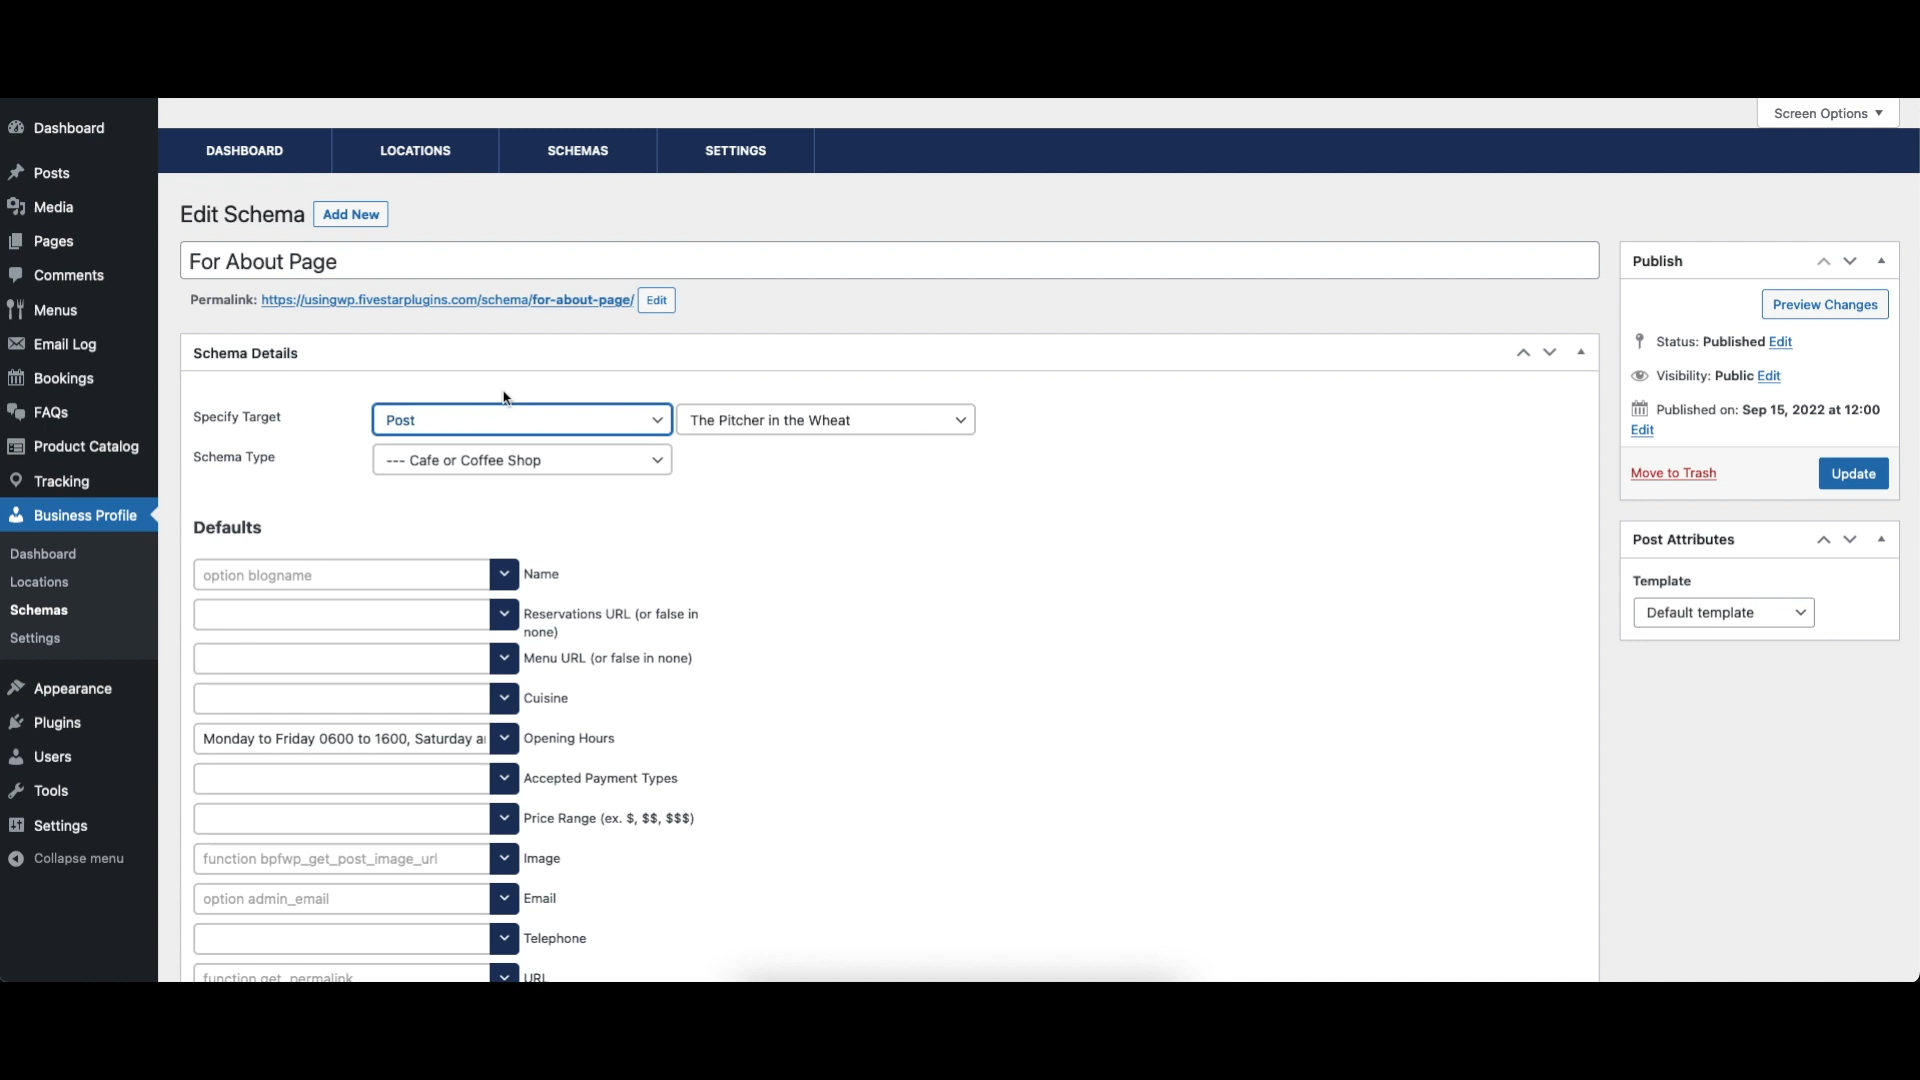 Screen Options
Dashboard
DASHBOARD
LOCATIONS
SCHEMAS
SETTINGS
Posts
Media
Pages
Comments
Menus
Email Log
Bookings
FAQs
Product Catalog
Tracking
Business Profile
Dashboard
Locations
Schemas
Settings
Appearance
Plugins
Users
Tools
Settings
Collapse menu
Edit Schema
Add New
For About Page
Permalink: https://usingwp.fivestarplugins.com/schema/for-about-page/ Edit
Schema Details
Specify Target
Post
The Pitcher in the Wheat
Schema Type
--- Cafe or Coffee Shop
Defaults
option blogname
Name
Reservations URL (or false in
none)
Menu URL (or false in none)
Cuisine
Monday to Friday 0600 to 1600, Saturday
Opening Hours
Accepted Payment Types
Price Range (ex. $, $$, $$$)
function bpfwp_get_post_image_url
Image
option admin_email
Email
Telephone
function get_permalink
URL
Publish
Preview Changes
Status: Published Edit
Visibility: Public Edit
Published on: Sep 15, 2022 at 12:00
Edit
Move to Trash
Update
Post Attributes
Template
Default template